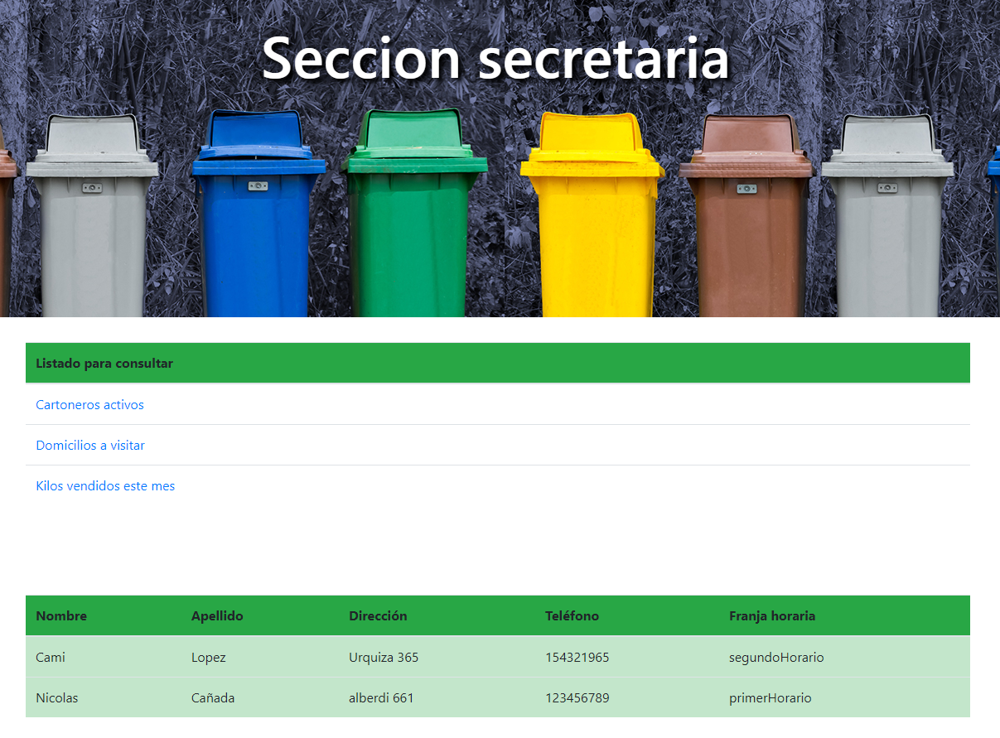 Seccion secretaria
Listado para consultar
Cartoneros activos
Domicilios a visitar
Kilos vendidos este mes
Nombre Apellido Dirección Teléfono Franja horaria
Cami Lopez Urquiza 365 154321965 segundoHorario
Nicolas Cañada alberdi 661 123456789 primerHorario